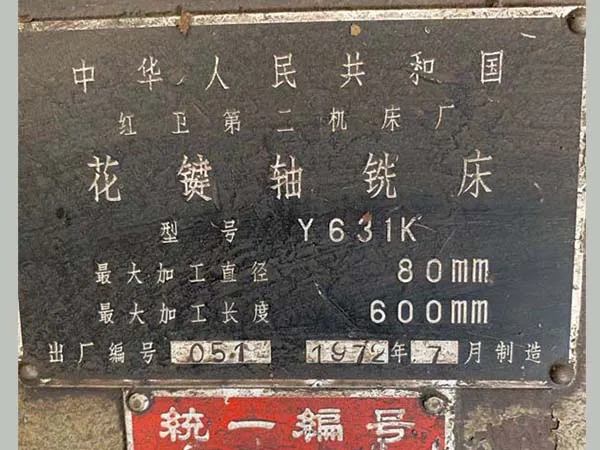 中华人民共和国
红卫第二机床厂
花键轴铣床
型号 Y631K
最大加工直径 80mm
最大加工长度 600mm
出厂编号 051 1972年7月制造
統一編号